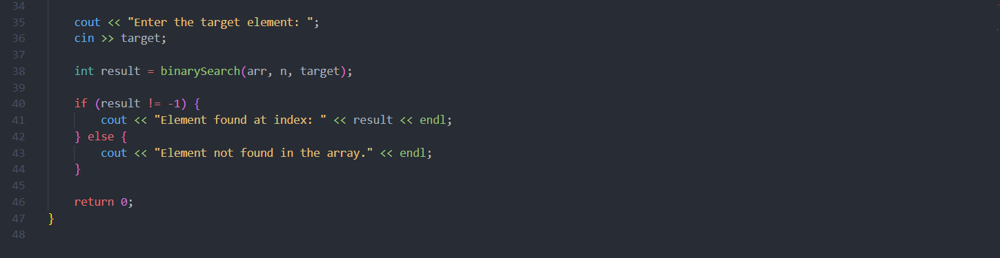 34
35 cout << "Enter the target element: ";
36 cin >> target;
37
38 int result = binarySearch(arr, n, target);
39
40 if (result != -1) {
41 cout << "Element found at index: " << result << endl;
42 } else {
43 cout << "Element not found in the array." << endl;
44 }
45
46 return 0;
47 }
48